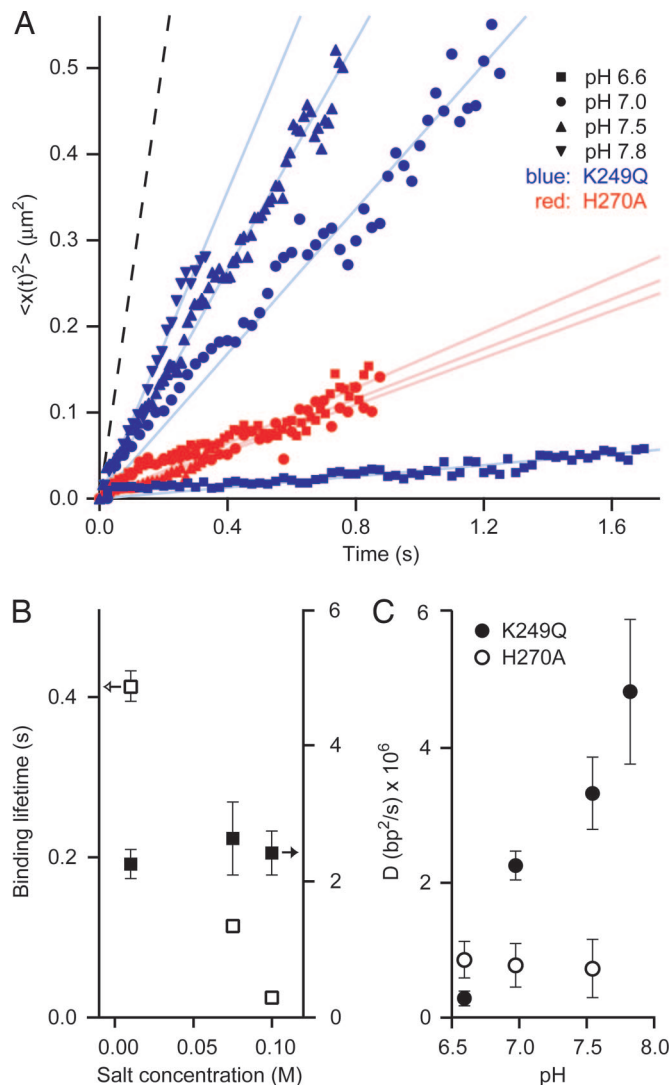 A
0.5
0.4
0.3
0.2
0.1
0.0
<x(t)²> (μm²)
0.0 0.4 0.8 1.2 1.6
Time (s)
pH 6.6
pH 7.0
pH 7.5
pH 7.8
blue: K249Q
red: H270A
B
0.4
0.2
0.0
Binding lifetime (s)
6
4
2
0
0.00 0.05 0.10
Salt concentration (M)
C
K249Q
H270A
6
4
2
0
D (bp²/s) x 10⁶
6.5 7.0 7.5 8.0
pH